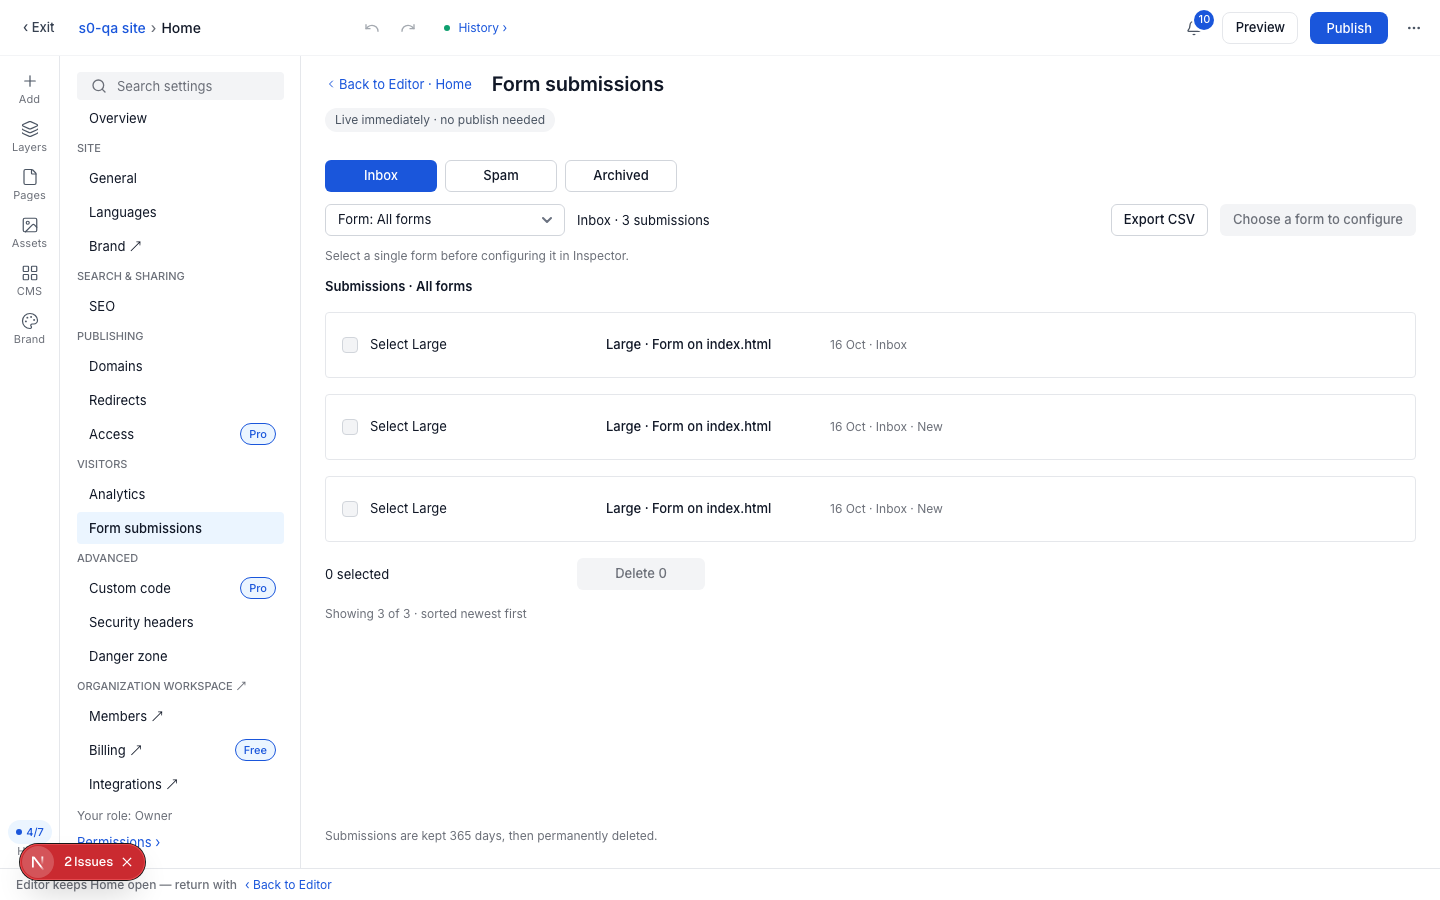 ‹ Exit
s0-qa site › Home
History ›
10
Preview
Publish
Add
Layers
Pages
Assets
CMS
Brand
4/7
Search settings
Overview
SITE
General
Languages
Brand ↗
SEARCH & SHARING
SEO
PUBLISHING
Domains
Redirects
Access
Pro
VISITORS
Analytics
Form submissions
ADVANCED
Custom code
Pro
Security headers
Danger zone
ORGANIZATION WORKSPACE ↗
Members ↗
Billing ↗
Free
Integrations ↗
Your role: Owner
Permissions ›
‹ Back to Editor · Home
Form submissions
Live immediately · no publish needed
Inbox
Spam
Archived
Form: All forms
Inbox · 3 submissions
Export CSV
Choose a form to configure
Select a single form before configuring it in Inspector.
Submissions · All forms
Select Large
Large · Form on index.html
16 Oct · Inbox
Select Large
Large · Form on index.html
16 Oct · Inbox · New
Select Large
Large · Form on index.html
16 Oct · Inbox · New
0 selected
Delete 0
Showing 3 of 3 · sorted newest first
Submissions are kept 365 days, then permanently deleted.
N
2 Issues
Editor keeps Home open — return with
‹ Back to Editor